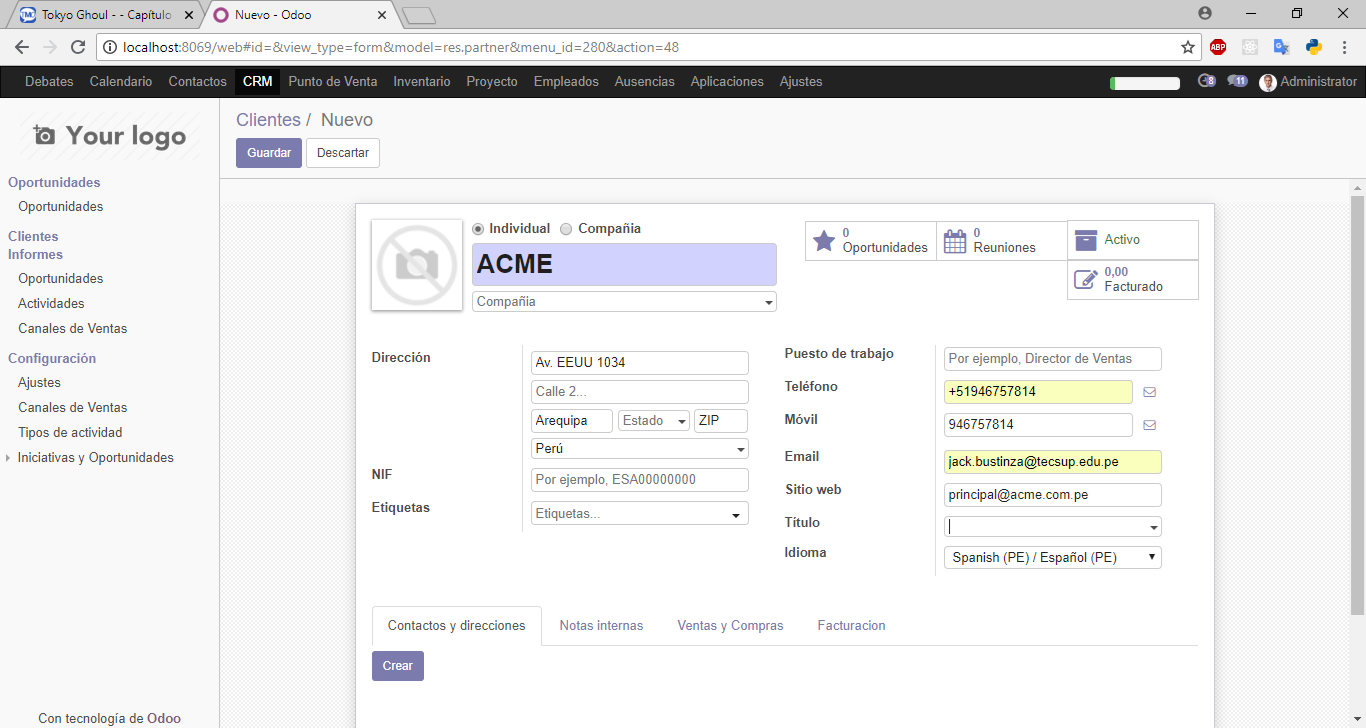 Tokyo Ghoul - - Capítulo
Nuevo - Odoo
localhost:8069/web#id=&view_type=form&model=res.partner&menu_id=280&action=48
ABP
Debates Calendario Contactos CRM Punto de Venta Inventario Proyecto Empleados Ausencias Aplicaciones Ajustes
8 11 Administrator
Your logo
Clientes / Nuevo
Guardar Descartar
Oportunidades
Oportunidades
Clientes
Informes
Oportunidades
Actividades
Canales de Ventas
Configuración
Ajustes
Canales de Ventas
Tipos de actividad
Iniciativas y Oportunidades
Con tecnología de Odoo
Individual Compañia
ACME
Compañia
0
Oportunidades
0
Reuniones
Activo
0,00
Facturado
Dirección
Av. EEUU 1034
Calle 2...
Arequipa Estado ZIP
Perú
NIF Por ejemplo, ESA00000000
Etiquetas Etiquetas...
Puesto de trabajo Por ejemplo, Director de Ventas
Teléfono +51946757814
Móvil 946757814
Email jack.bustinza@tecsup.edu.pe
Sitio web principal@acme.com.pe
Título
Idioma Spanish (PE) / Español (PE)
Contactos y direcciones Notas internas Ventas y Compras Facturacion
Crear